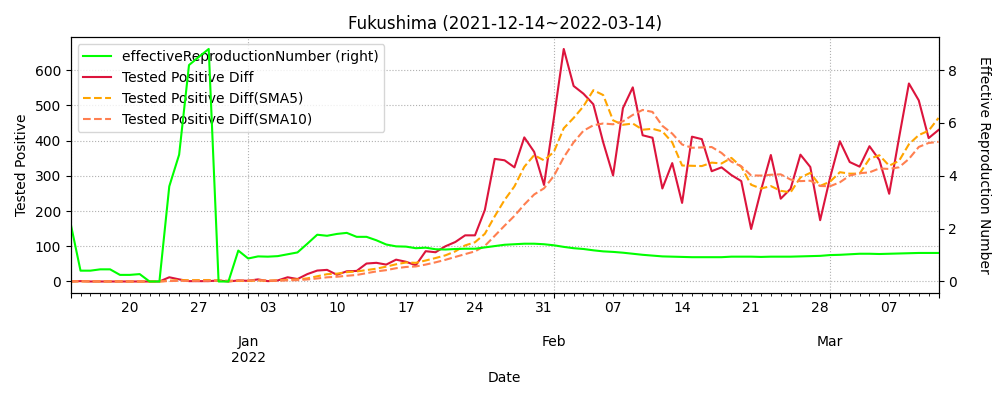 Fukushima (2021-12-14~2022-03-14)
effectiveReproductionNumber (right)
Tested Positive Diff
Tested Positive Diff(SMA5)
Tested Positive Diff(SMA10)
Tested Positive
600
500
400
300
200
100
0
8
6
4
2
0
Effective Reproduction Number
20 27 03 10 17 24 31 07 14 21 28 07
Jan Feb Mar
2022
Date